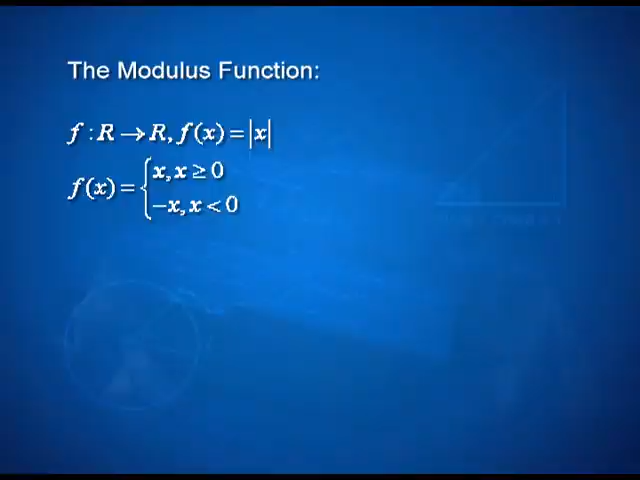 The Modulus Function:
f : R → R, f(x) = |x|
f(x) = { x, x ≥ 0
−x, x < 0